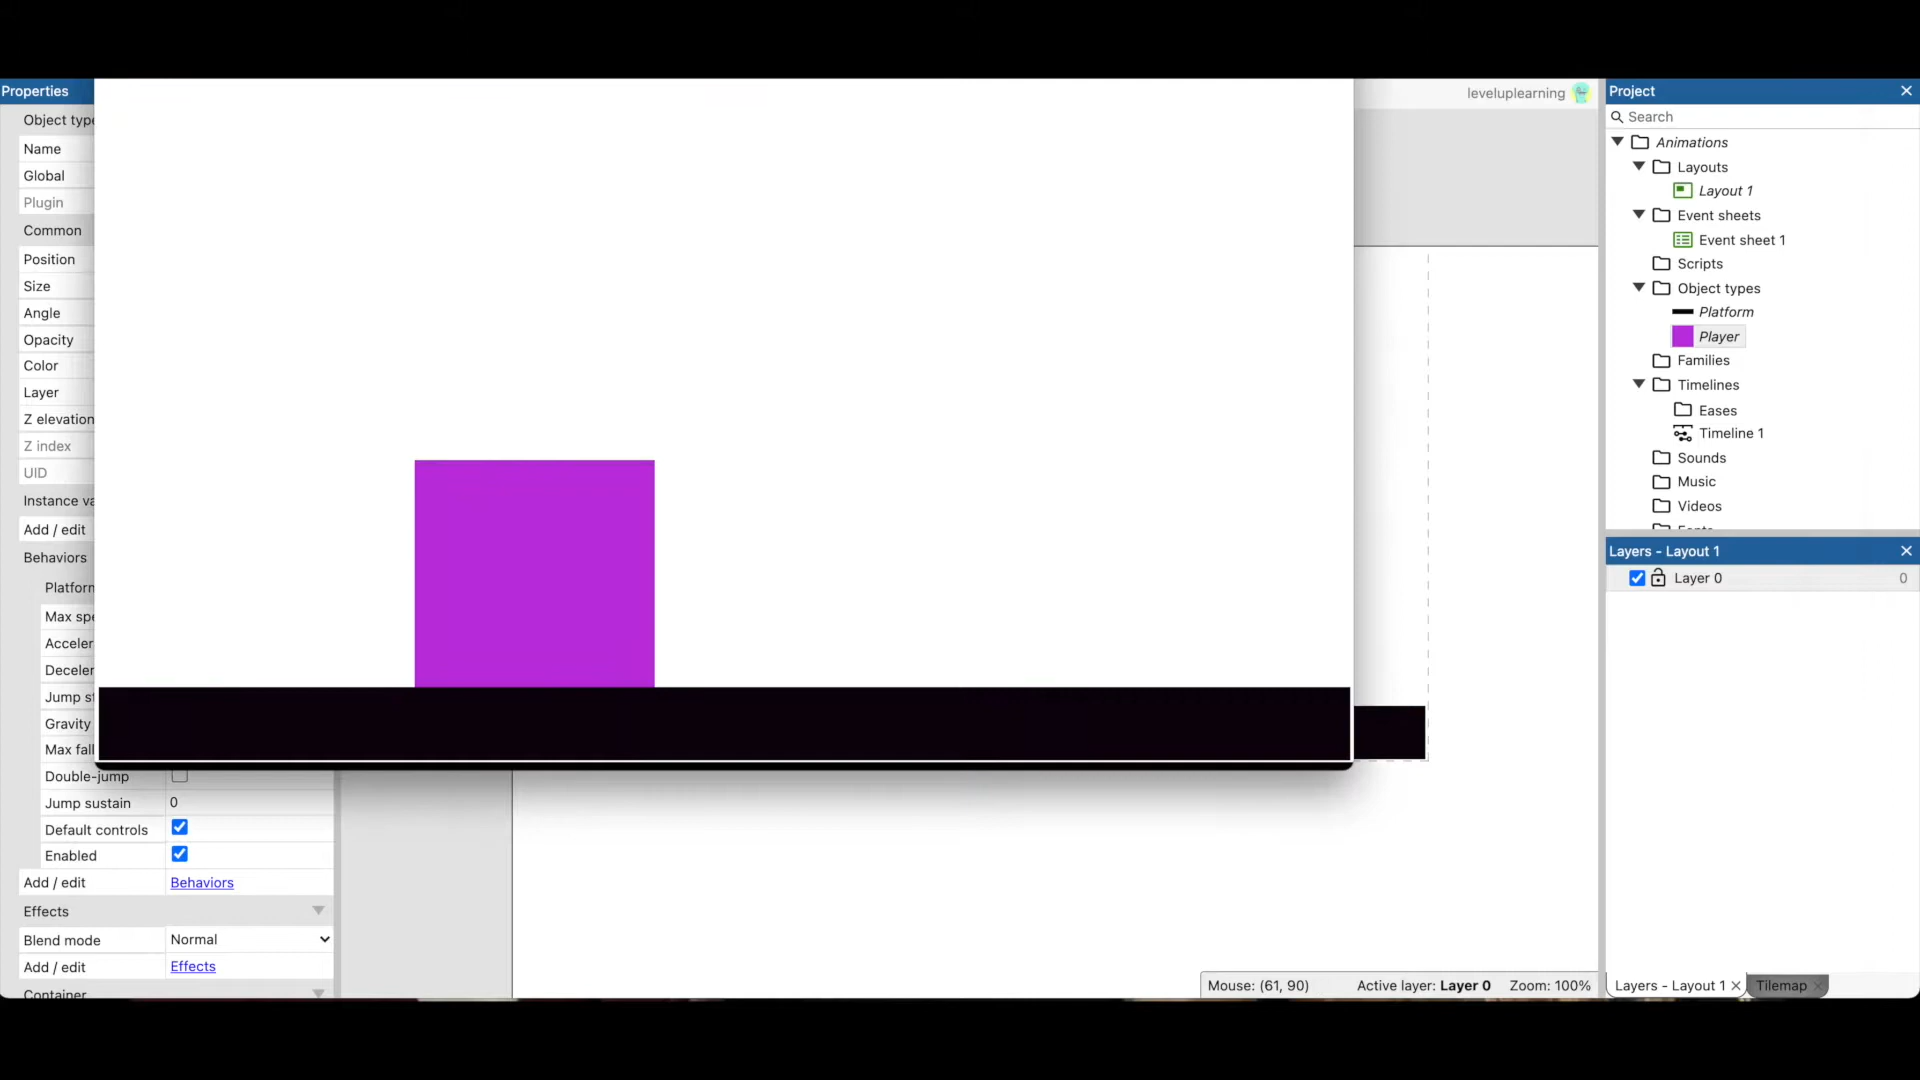 Properties
Object type
Name
Global
Plugin
Common
Position
Size
Angle
Opacity
Color
Layer
Z elevation
Z index
UID
Instance va
Add / edit
Behaviors
Platform
Max spe
Acceler
Deceler
Jump st
Gravity
Max fall
Double-jump
Jump sustain 0
Default controls
Enabled
Add / edit Behaviors
Effects
Blend mode Normal
Add / edit Effects
Container
leveluplearning
Mouse: (61, 90) Active layer: Layer 0 Zoom: 100%
Project
Search
Animations
Layouts
Layout 1
Event sheets
Event sheet 1
Scripts
Object types
Platform
Player
Families
Timelines
Eases
Timeline 1
Sounds
Music
Videos
Fonts
Layers - Layout 1
Layer 0 0
Layers - Layout 1 Tilemap